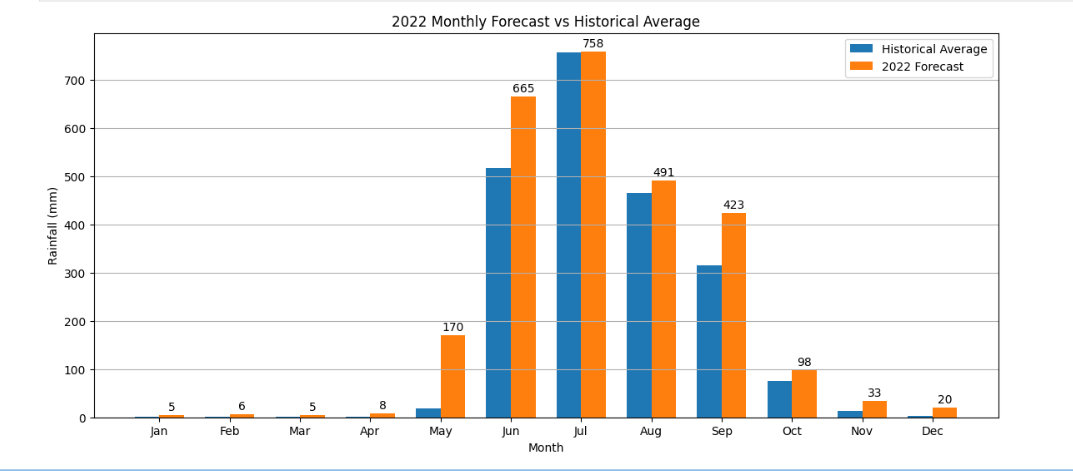 2022 Monthly Forecast vs Historical Average
Historical Average
2022 Forecast
Rainfall (mm)
700
600
500
400
300
200
100
0
5
6
5
8
170
665
758
491
423
98
33
20
Jan
Feb
Mar
Apr
May
Jun
Jul
Aug
Sep
Oct
Nov
Dec
Month